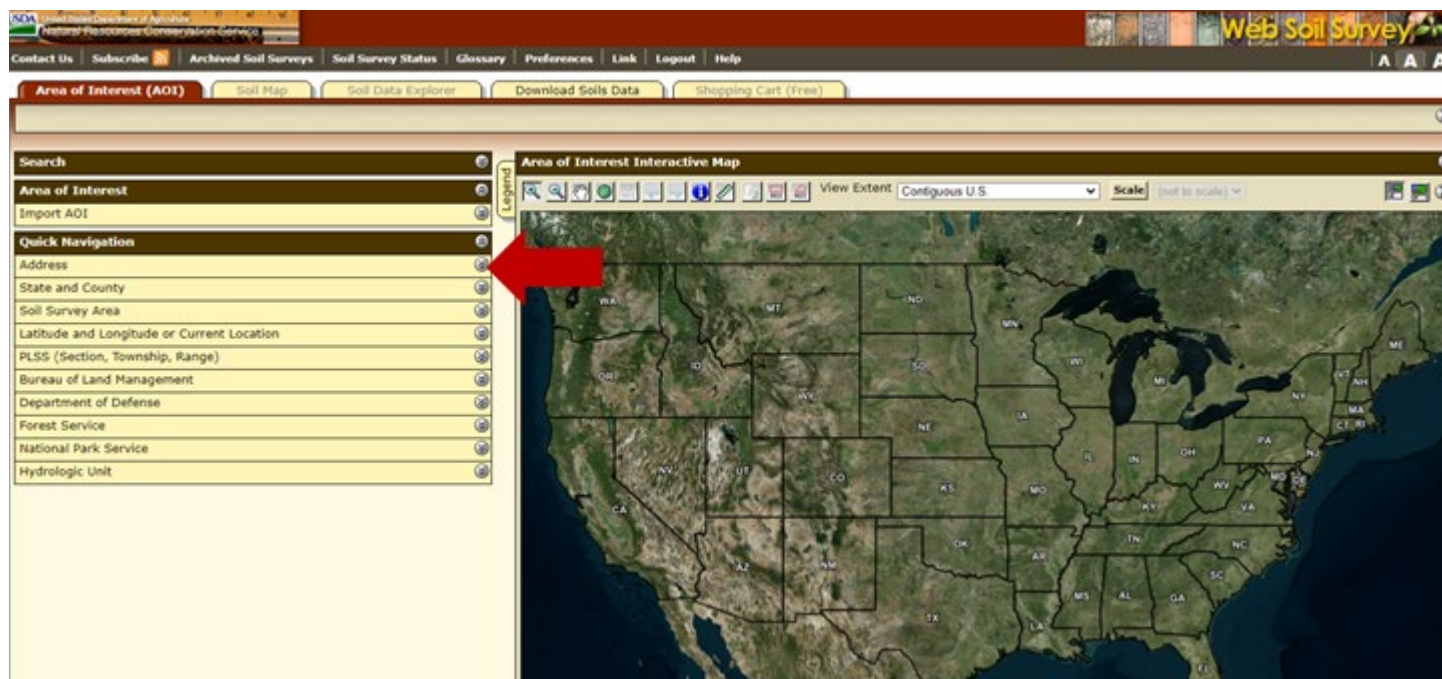 USDA United States Department of Agriculture
Natural Resources Conservation Service
Web Soil Survey
Contact Us Subscribe Archived Soil Surveys Soil Survey Status Glossary Preferences Link Logout Help A A A
Area of Interest (AOI) Soil Map Soil Data Explorer Download Soils Data Shopping Cart (Free)
Search
Area of Interest
Import AOI
Quick Navigation
Address
State and County
Soil Survey Area
Latitude and Longitude or Current Location
PLSS (Section, Township, Range)
Bureau of Land Management
Department of Defense
Forest Service
National Park Service
Hydrologic Unit
Legend
Area of Interest Interactive Map
View Extent Contiguous U.S. Scale (not to scale)
WA MT ND MN ME
OR ID SD WI VT NH
WY MI NY MA
IA CT RI
NE PA NJ
NV UT CO IL IN OH MD DE
KS MO WV
CA KY VA
TN
OK NC
AZ NM AR SC
MS AL GA
TX LA
FL